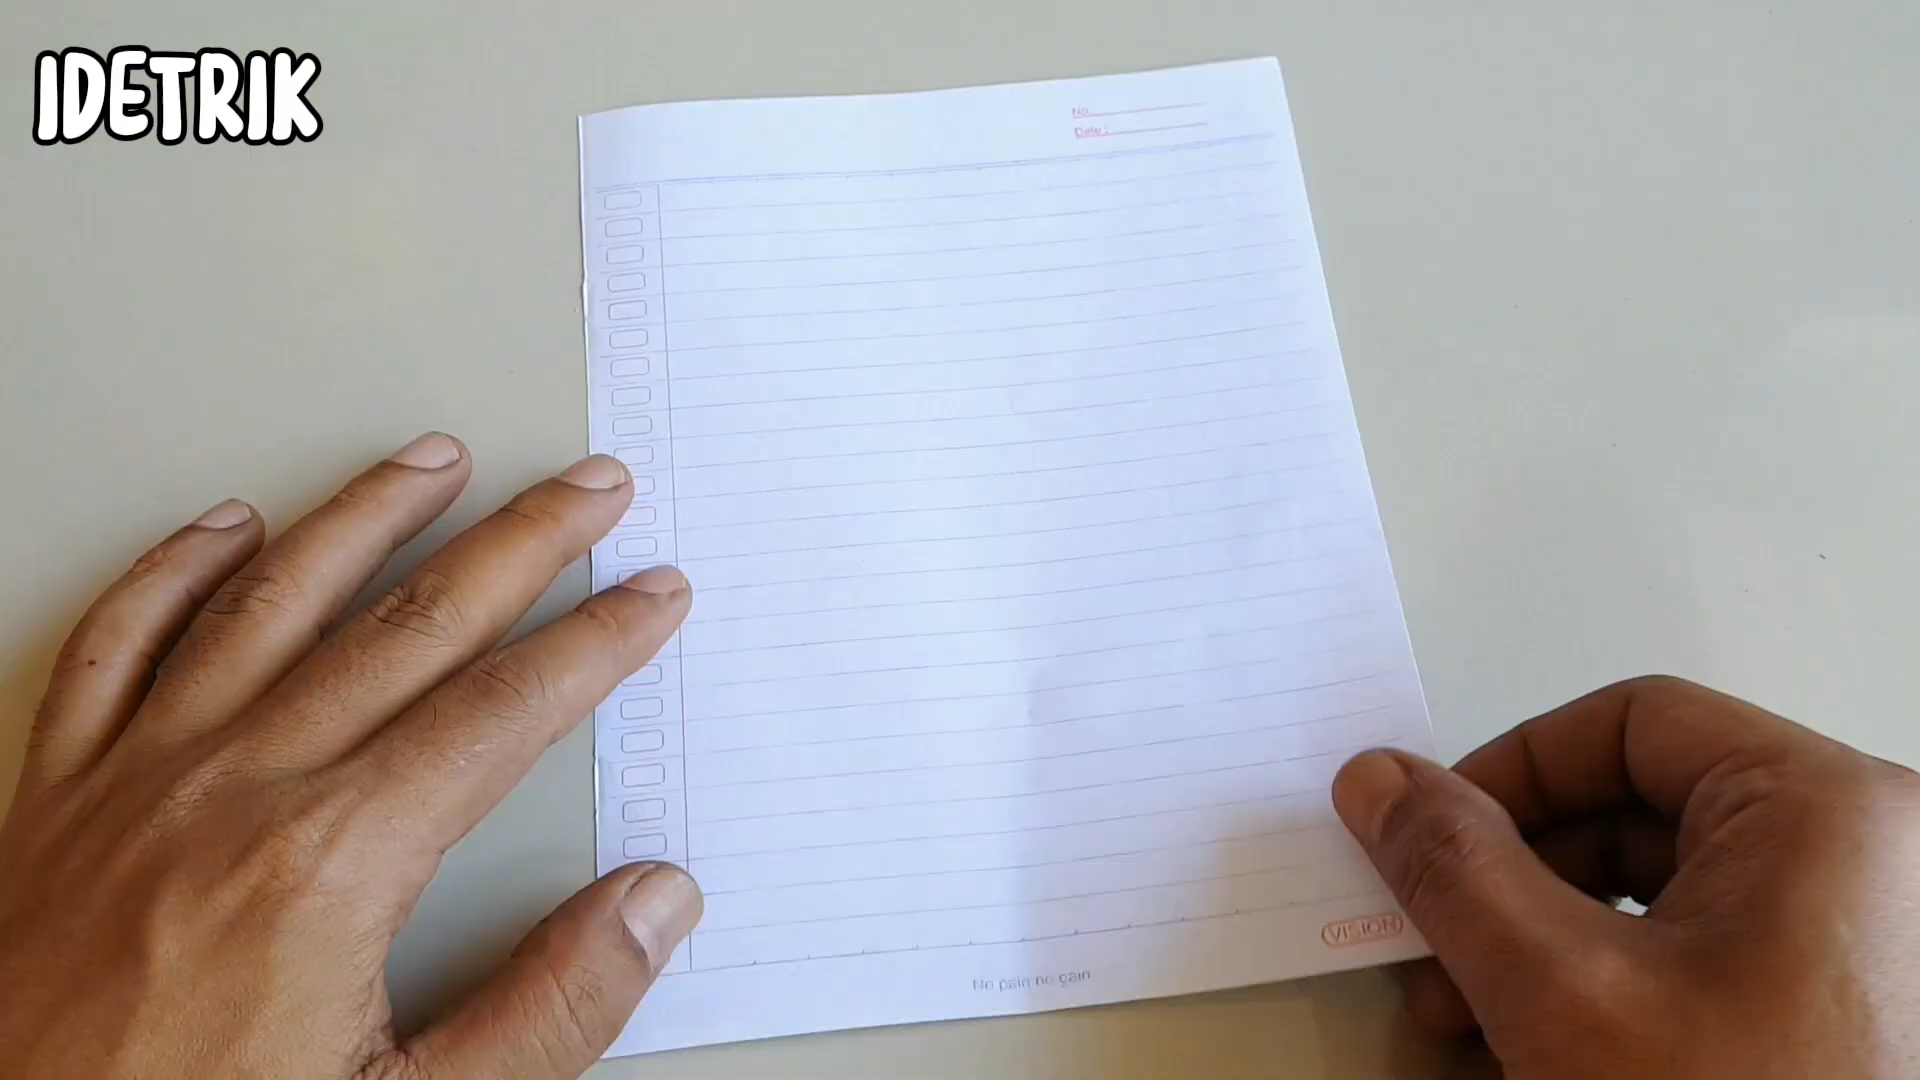 IDETRIK
No
Date :
VISION
No pain no gain